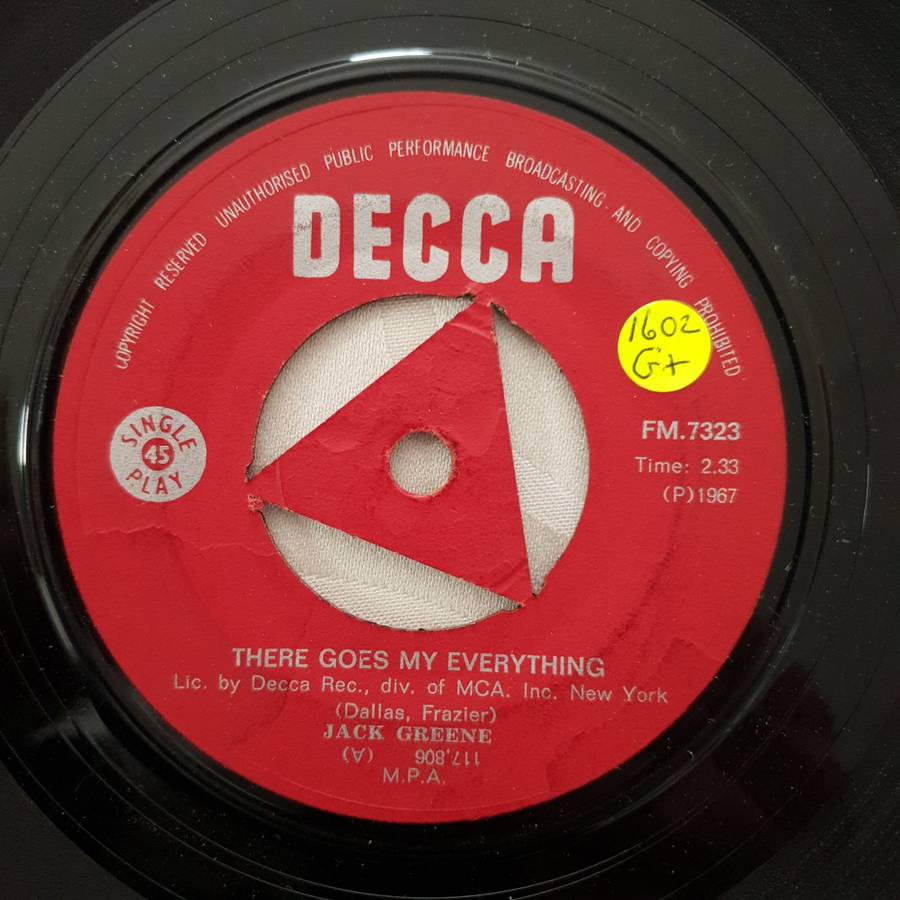 COPYRIGHT RESERVED UNAUTHORISED PUBLIC PERFORMANCE BROADCASTING. AND COPYING PROHIBITED
DECCA
1602
G+
SINGLE
45
PLAY
FM.7323
Time: 2.33
(P)1967
THERE GOES MY EVERYTHING
Lic. by Decca Rec., div. of MCA. Inc. New York
(Dallas, Frazier)
JACK GREENE
117,806 (A)
M.P.A.